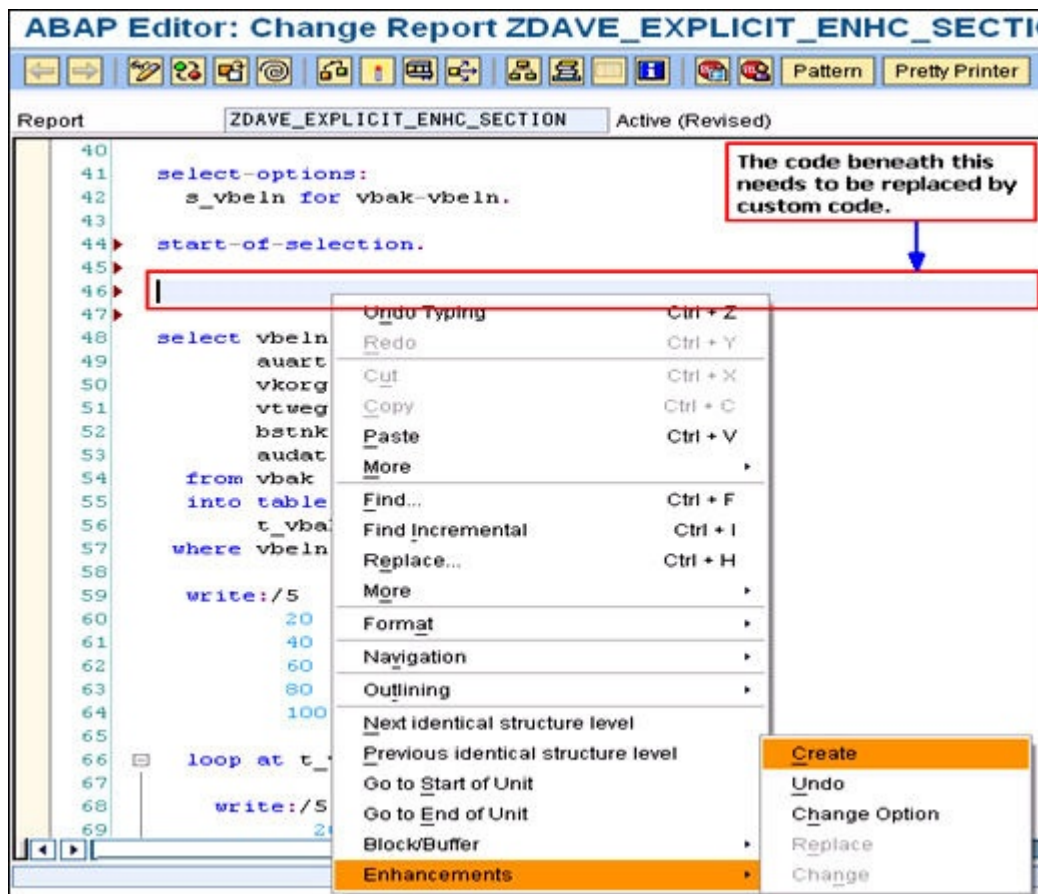 ABAP Editor: Change Report ZDAVE_EXPLICIT_ENHC_SECTI
Pattern Pretty Printer
Report ZDAVE_EXPLICIT_ENHC_SECTION Active (Revised)
The code beneath this
needs to be replaced by
custom code.
40
41 select-options:
42 s_vbeln for vbak-vbeln.
43
44 start-of-selection.
45
46
47
48 select vbeln
49 auart
50 vkorg
51 vtweg
52 bstnk
53 audat
54 from vbak
55 into table
56 t_vba
57 where vbeln
58
59 write:/5
60 20
61 40
62 60
63 80
64 100
65
66 loop at t_
67
68 write:/5
69 20
Undo Typing Ctrl + Z
Redo Ctrl + Y
Cut Ctrl + X
Copy Ctrl + C
Paste Ctrl + V
More
Find... Ctrl + F
Find Incremental Ctrl + I
Replace... Ctrl + H
More
Format
Navigation
Outlining
Next identical structure level
Previous identical structure level
Go to Start of Unit
Go to End of Unit
Block/Buffer
Enhancements
Create
Undo
Change Option
Replace
Change